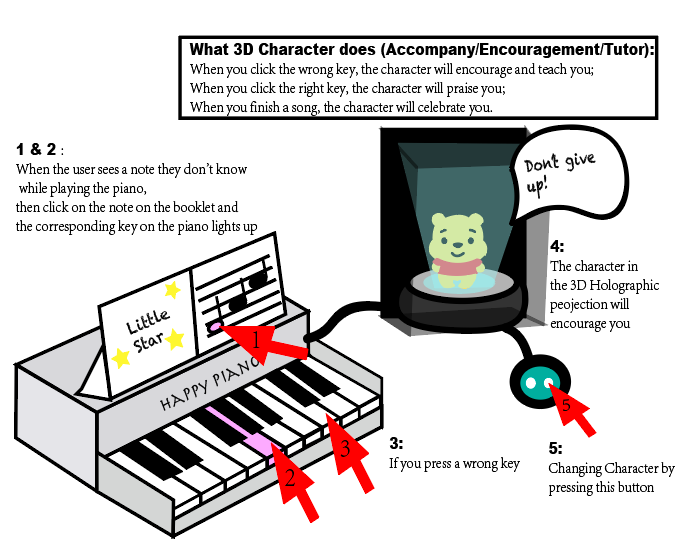 What 3D Character does (Accompany/Encouragement/Tutor):
When you click the wrong key, the character will encourage and teach you;
When you click the right key, the character will praise you;
When you finish a song, the character will celebrate you.
1 & 2 :
When the user sees a note they don't know
while playing the piano,
then click on the note on the booklet and
the corresponding key on the piano lights up
Don't give
up!
4:
The character in
the 3D Holographic
peojection will
encourage you
Little
Star
1
HAPPY PIANO
2
3
3:
If you press a wrong key
5
5:
Changing Character by
pressing this button